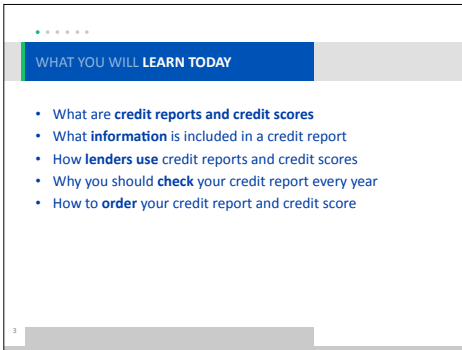 WHAT YOU WILL LEARN TODAY
• What are credit reports and credit scores
• What information is included in a credit report
• How lenders use credit reports and credit scores
• Why you should check your credit report every year
• How to order your credit report and credit score
3